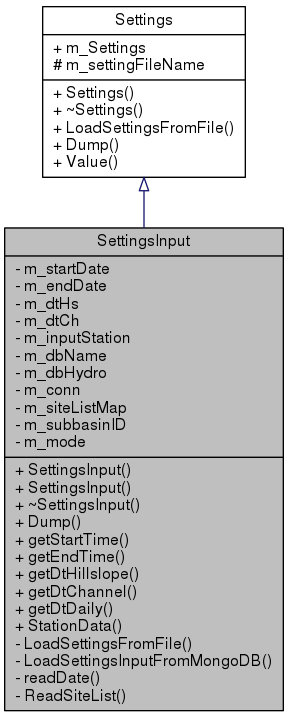 Settings
+ m_Settings
# m_settingFileName
+ Settings()
+ ~Settings()
+ LoadSettingsFromFile()
+ Dump()
+ Value()
SettingsInput
- m_startDate
- m_endDate
- m_dtHs
- m_dtCh
- m_inputStation
- m_dbName
- m_dbHydro
- m_conn
- m_siteListMap
- m_subbasinID
- m_mode
+ SettingsInput()
+ SettingsInput()
+ ~SettingsInput()
+ Dump()
+ getStartTime()
+ getEndTime()
+ getDtHillslope()
+ getDtChannel()
+ getDtDaily()
+ StationData()
- LoadSettingsFromFile()
- LoadSettingsInputFromMongoDB()
- readDate()
- ReadSiteList()